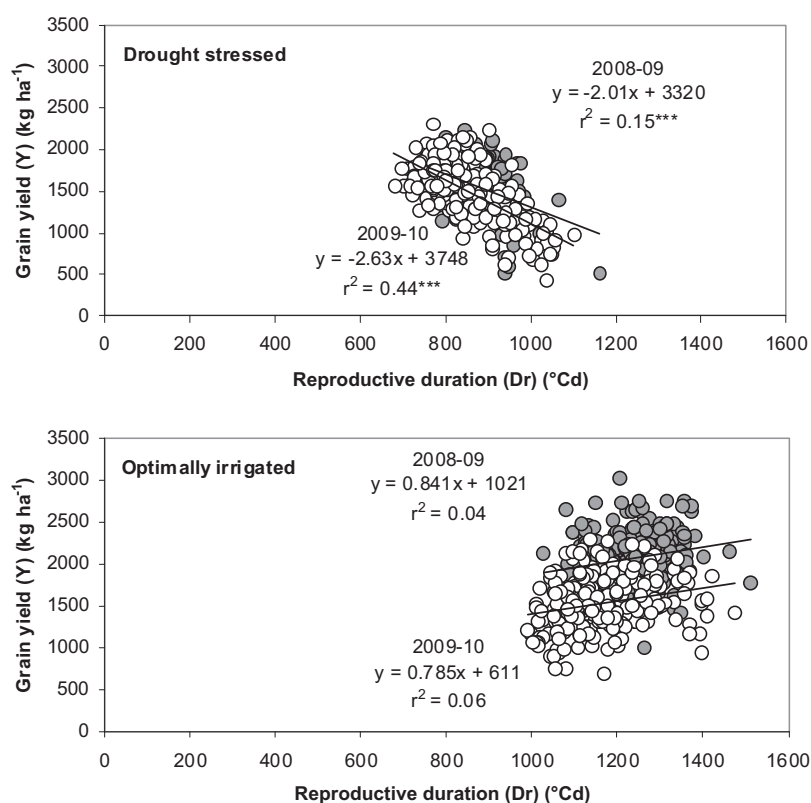 3500
3000
2500
2000
1500
1000
500
0
Grain yield (Y) (kg ha⁻¹)
Drought stressed
2008-09
y = -2.01x + 3320
r² = 0.15***
2009-10
y = -2.63x + 3748
r² = 0.44***
0 200 400 600 800 1000 1200 1400 1600
Reproductive duration (Dr) (°Cd)
3500
3000
2500
2000
1500
1000
500
0
Grain yield (Y) (kg ha⁻¹)
Optimally irrigated
2008-09
y = 0.841x + 1021
r² = 0.04
2009-10
y = 0.785x + 611
r² = 0.06
0 200 400 600 800 1000 1200 1400 1600
Reproductive duration (Dr) (°Cd)